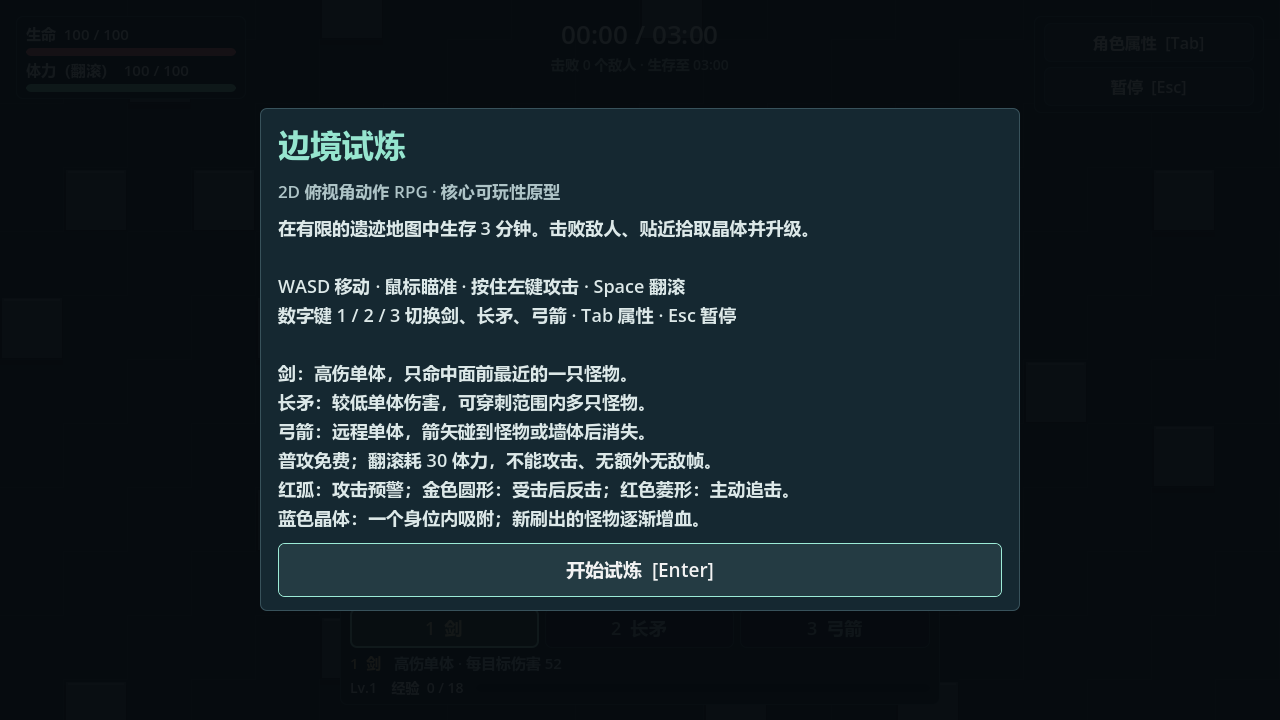 生命 100 / 100
体力（翻滚） 100 / 100
00:00 / 03:00
击败 0 个敌人 · 生存至 03:00
角色属性 [Tab]
暂停 [Esc]
边境试炼
2D 俯视角动作 RPG · 核心可玩性原型
在有限的遗迹地图中生存 3 分钟。击败敌人、贴近拾取晶体并升级。
WASD 移动 · 鼠标瞄准 · 按住左键攻击 · Space 翻滚
数字键 1 / 2 / 3 切换剑、长矛、弓箭 · Tab 属性 · Esc 暂停
剑：高伤单体，只命中面前最近的一只怪物。
长矛：较低单体伤害，可穿刺范围内多只怪物。
弓箭：远程单体，箭矢碰到怪物或墙体后消失。
普攻免费；翻滚耗 30 体力，不能攻击、无额外无敌帧。
红弧：攻击预警；金色圆形：受击后反击；红色菱形：主动追击。
蓝色晶体：一个身位内吸附；新刷出的怪物逐渐增血。
开始试炼 [Enter]
1 剑
2 长矛
3 弓箭
1 剑 高伤单体 · 每目标伤害 52
Lv.1 经验 0 / 18